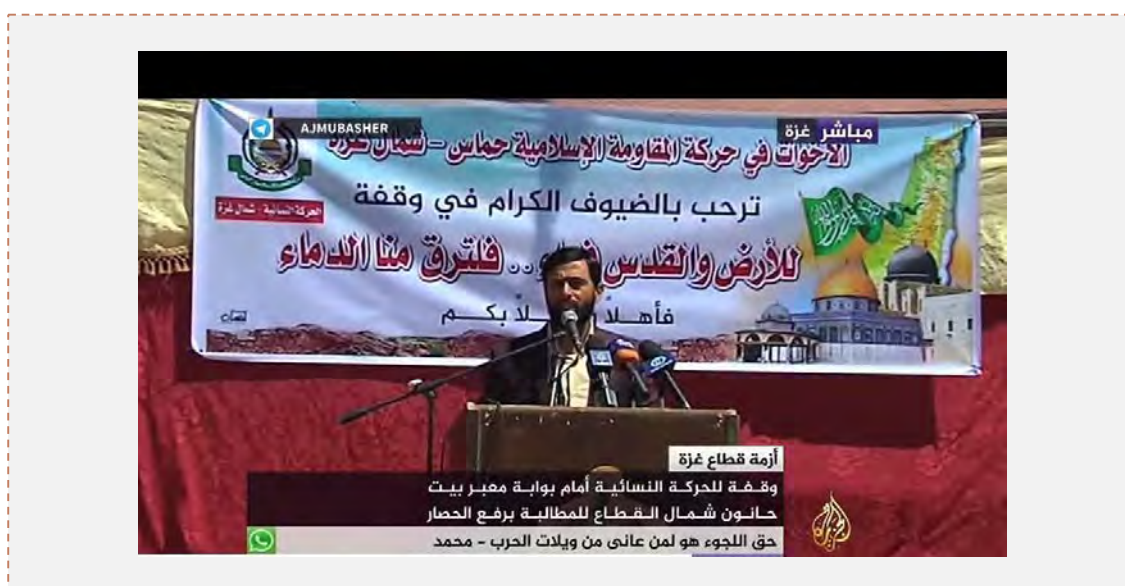 AJMUBASHER
مباشر غزة
الأخوات في حركة المقاومة الإسلامية حماس - شمال غزة
ترحب بالضيوف الكرام في وقفة
الحركة النسائية - شمال غزة
للأرض والقدس .. فلترق منا الدماء
فأهلاً بكم
أزمة قطاع غزة
وقفة للحركة النسائية أمام بوابة معبر بيت
حانون شمال القطاع للمطالبة برفع الحصار
حق اللجوء هو لمن عانى من ويلات الحرب - محمد
الجزيرة